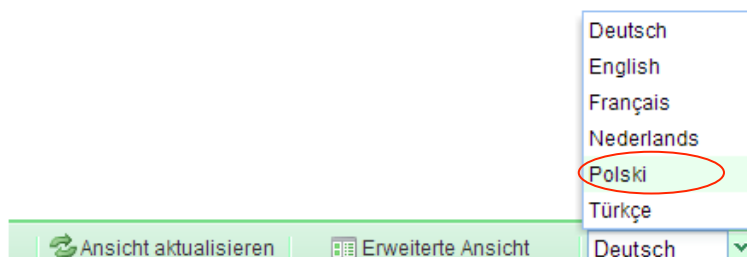 Deutsch
English
Français
Nederlands
Polski
Türkçe
Ansicht aktualisieren Erweiterte Ansicht Deutsch